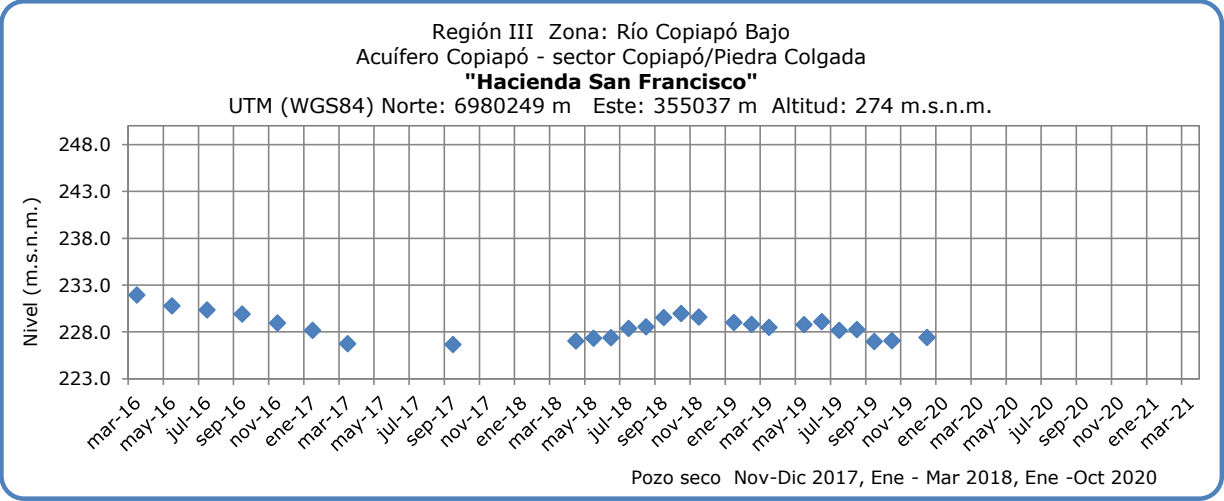 Región III  Zona: Río Copiapó Bajo
Acuífero Copiapó - sector Copiapó/Piedra Colgada
"Hacienda San Francisco"
UTM (WGS84) Norte: 6980249 m   Este: 355037 m  Altitud: 274 m.s.n.m.
Nivel (m.s.n.m.)
248.0
243.0
238.0
233.0
228.0
223.0
mar-16 may-16 jul-16 sep-16 nov-16 ene-17 mar-17 may-17 jul-17 sep-17 nov-17 ene-18 mar-18 may-18 jul-18 sep-18 nov-18 ene-19 mar-19 may-19 jul-19 sep-19 nov-19 ene-20 mar-20 may-20 jul-20 sep-20 nov-20 ene-21 mar-21
Pozo seco  Nov-Dic 2017, Ene - Mar 2018, Ene -Oct 2020